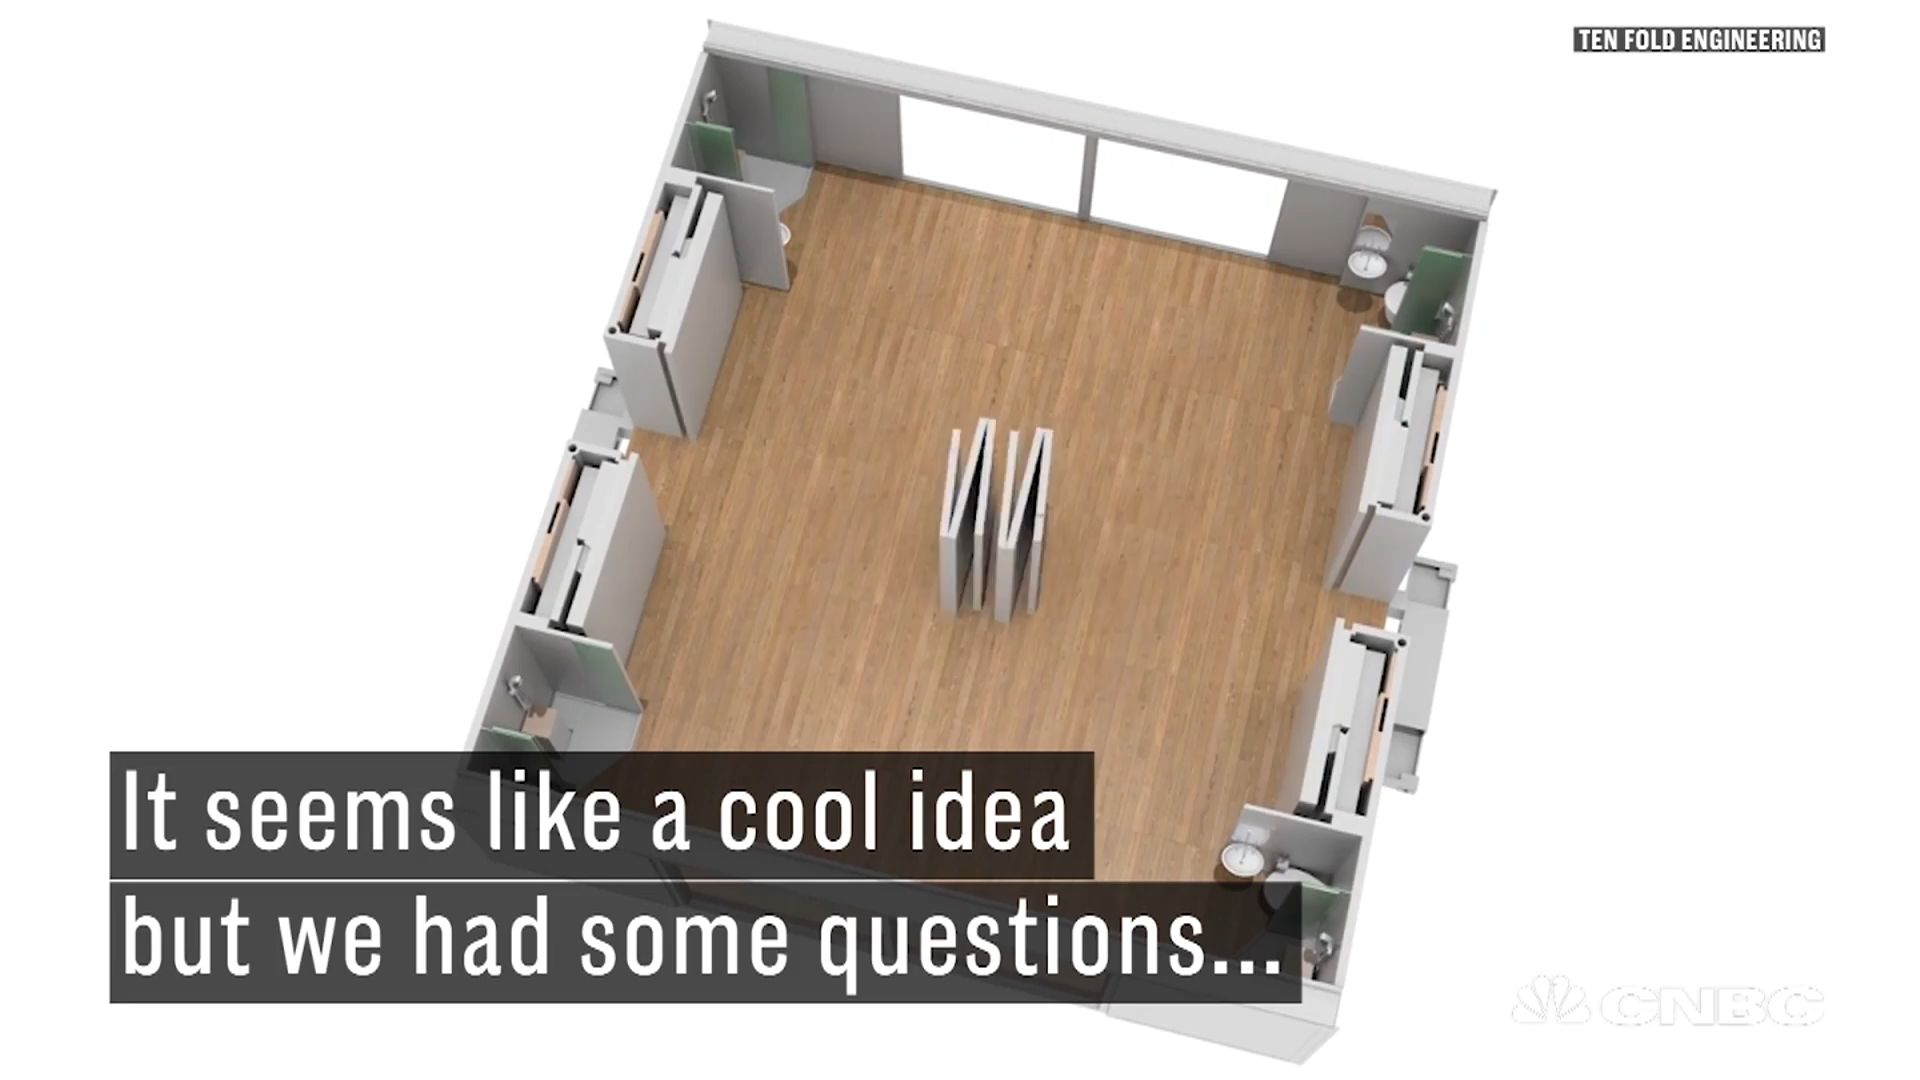 TEN FOLD ENGINEERING
It seems like a cool idea
but we had some questions...
CNBC